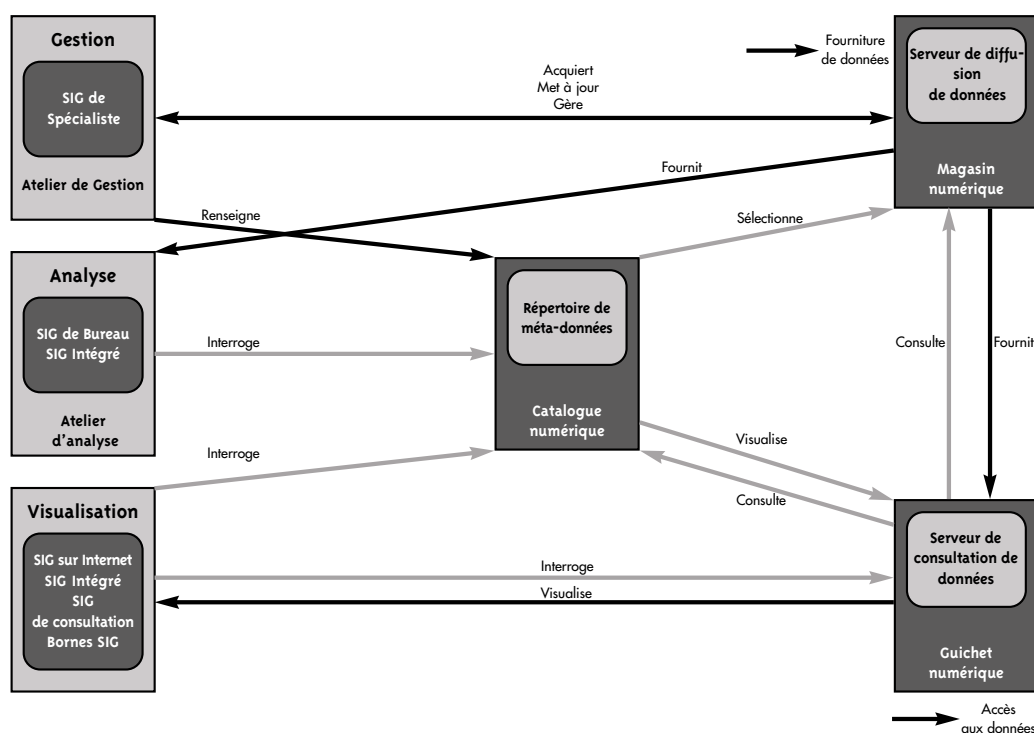 Gestion
SIG de
Spécialiste
Atelier de Gestion
Acquiert
Met à jour
Gère
Fourniture
de données
Serveur de diffu-
sion
de données
Magasin
numérique
Fournit
Renseigne
Sélectionne
Analyse
SIG de Bureau
SIG Intégré
Atelier
d'analyse
Interroge
Répertoire de
méta-données
Catalogue
numérique
Consulte
Fournit
Interroge
Visualise
Consulte
Visualisation
SIG sur Internet
SIG Intégré
SIG
de consultation
Bornes SIG
Interroge
Visualise
Serveur de
consultation de
données
Guichet
numérique
Accès
aux données